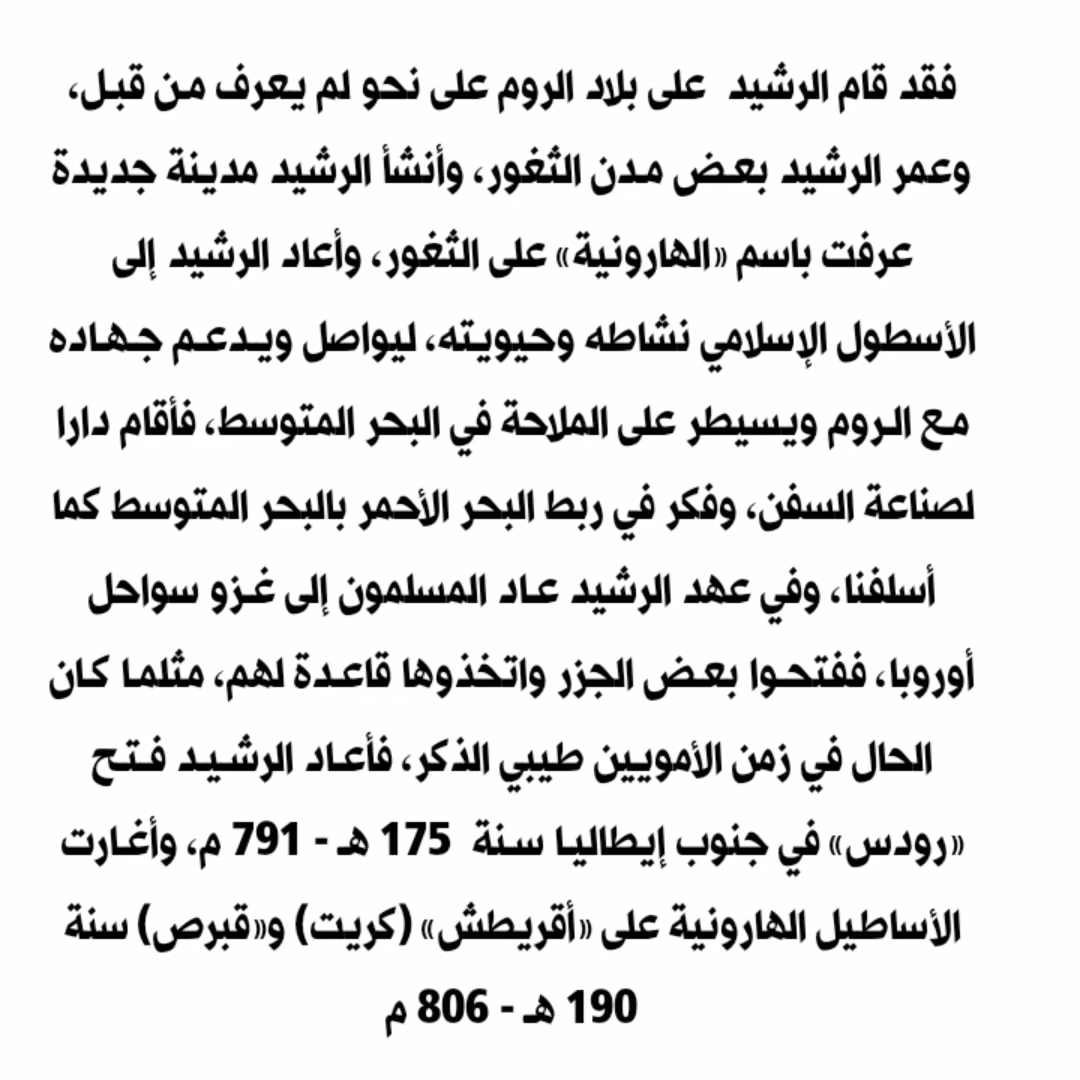 فقد قام الرشيد على بلاد الروم على نحو لم يعرف من قبل،
وعمر الرشيد بعض مدن الثغور، وأنشأ الرشيد مدينة جديدة
عرفت باسم «الهارونية» على الثغور، وأعاد الرشيد إلى
الأسطول الإسلامي نشاطه وحيويته، ليواصل ويدعم جهاده
مع الروم ويسيطر على الملاحة في البحر المتوسط، فأقام دارا
لصناعة السفن، وفكر في ربط البحر الأحمر بالبحر المتوسط كما
أسلفنا، وفي عهد الرشيد عاد المسلمون إلى غزو سواحل
أوروبا، ففتحوا بعض الجزر واتخذوها قاعدة لهم، مثلما كان
الحال في زمن الأمويين طيبي الذكر، فأعاد الرشيد فتح
«رودس» في جنوب إيطاليا سنة 175 هـ - 791 م، وأغارت
الأساطيل الهارونية على «أقريطش» (كريت) و«قبرص) سنة
190 هـ - 806 م